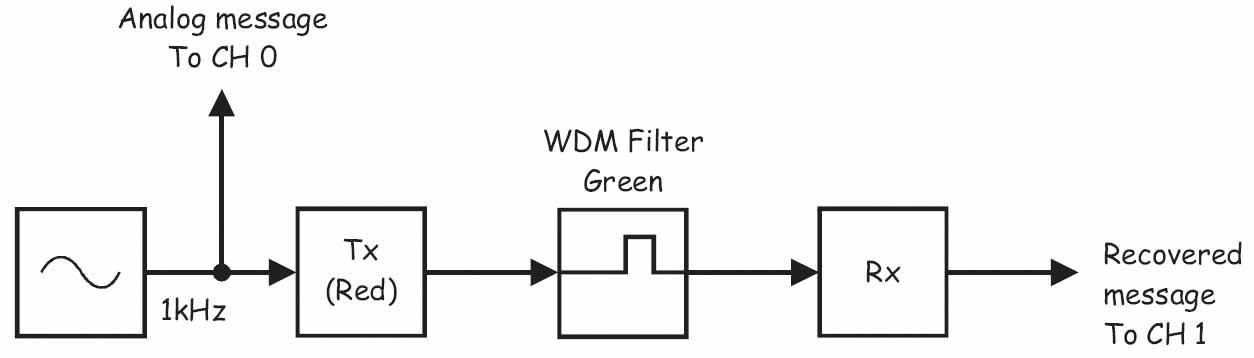 Analog message
To CH 0
WDM Filter
Green
1kHz
Tx
(Red)
Rx
Recovered
message
To CH 1